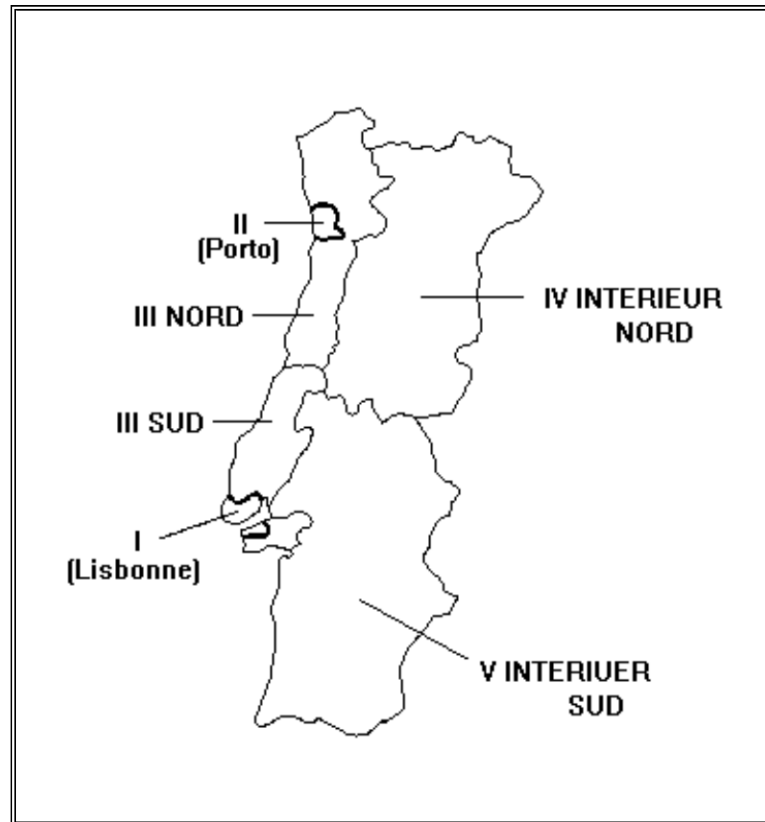 II
(Porto)
IV INTERIEUR
NORD
III NORD
III SUD
I
(Lisbonne)
V INTERIUER
SUD